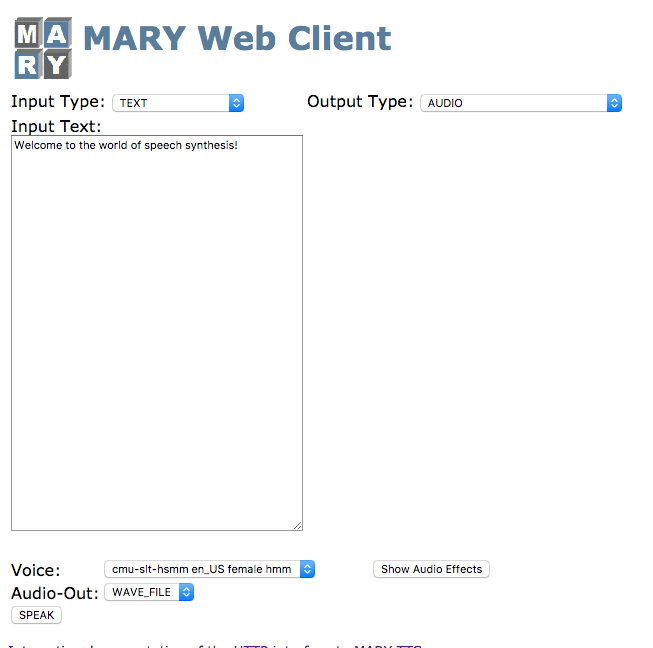 MARY
MARY Web Client
Input Type: TEXT Output Type: AUDIO
Input Text:
Welcome to the world of speech synthesis!
Voice: cmu-slt-hsmm en_US female hmm Show Audio Effects
Audio-Out: WAVE_FILE
SPEAK